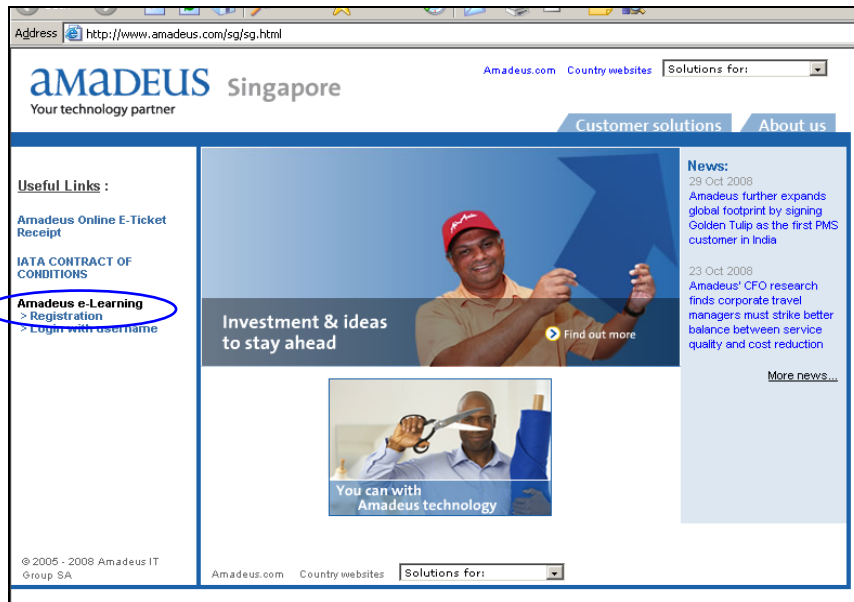 Address http://www.amadeus.com/sg/sg.html
amadeus Singapore
Your technology partner
Amadeus.com Country websites Solutions for:
Customer solutions About us
Useful Links :
Amadeus Online E-Ticket
Receipt
IATA CONTRACT OF
CONDITIONS
Amadeus e-Learning
> Registration
> Login with username
Investment & ideas
to stay ahead
Find out more
You can with
Amadeus technology
News:
29 Oct 2008
Amadeus further expands
global footprint by signing
Golden Tulip as the first PMS
customer in India
23 Oct 2008
Amadeus' CFO research
finds corporate travel
managers must strike better
balance between service
quality and cost reduction
More news...
© 2005 - 2008 Amadeus IT
Group SA
Amadeus.com Country websites Solutions for: